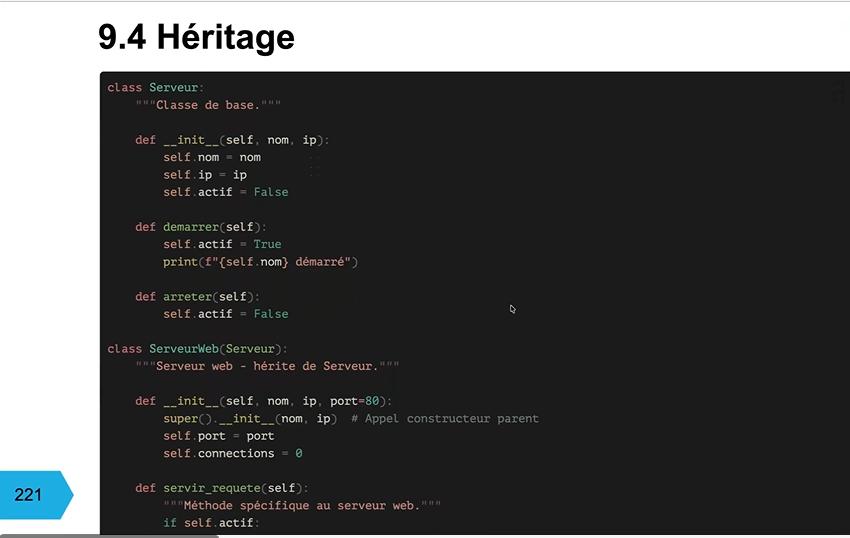 9.4 Héritage
class Serveur:
    """Classe de base."""
    def __init__(self, nom, ip):
        self.nom = nom
        self.ip = ip
        self.actif = False
    def demarrer(self):
        self.actif = True
        print(f"{self.nom} démarré")
    def arreter(self):
        self.actif = False
class ServeurWeb(Serveur):
    """Serveur web - hérite de Serveur."""
    def __init__(self, nom, ip, port=80):
        super().__init__(nom, ip)  # Appel constructeur parent
        self.port = port
        self.connections = 0
    def servir_requete(self):
        """Méthode spécifique au serveur web."""
        if self.actif:
221